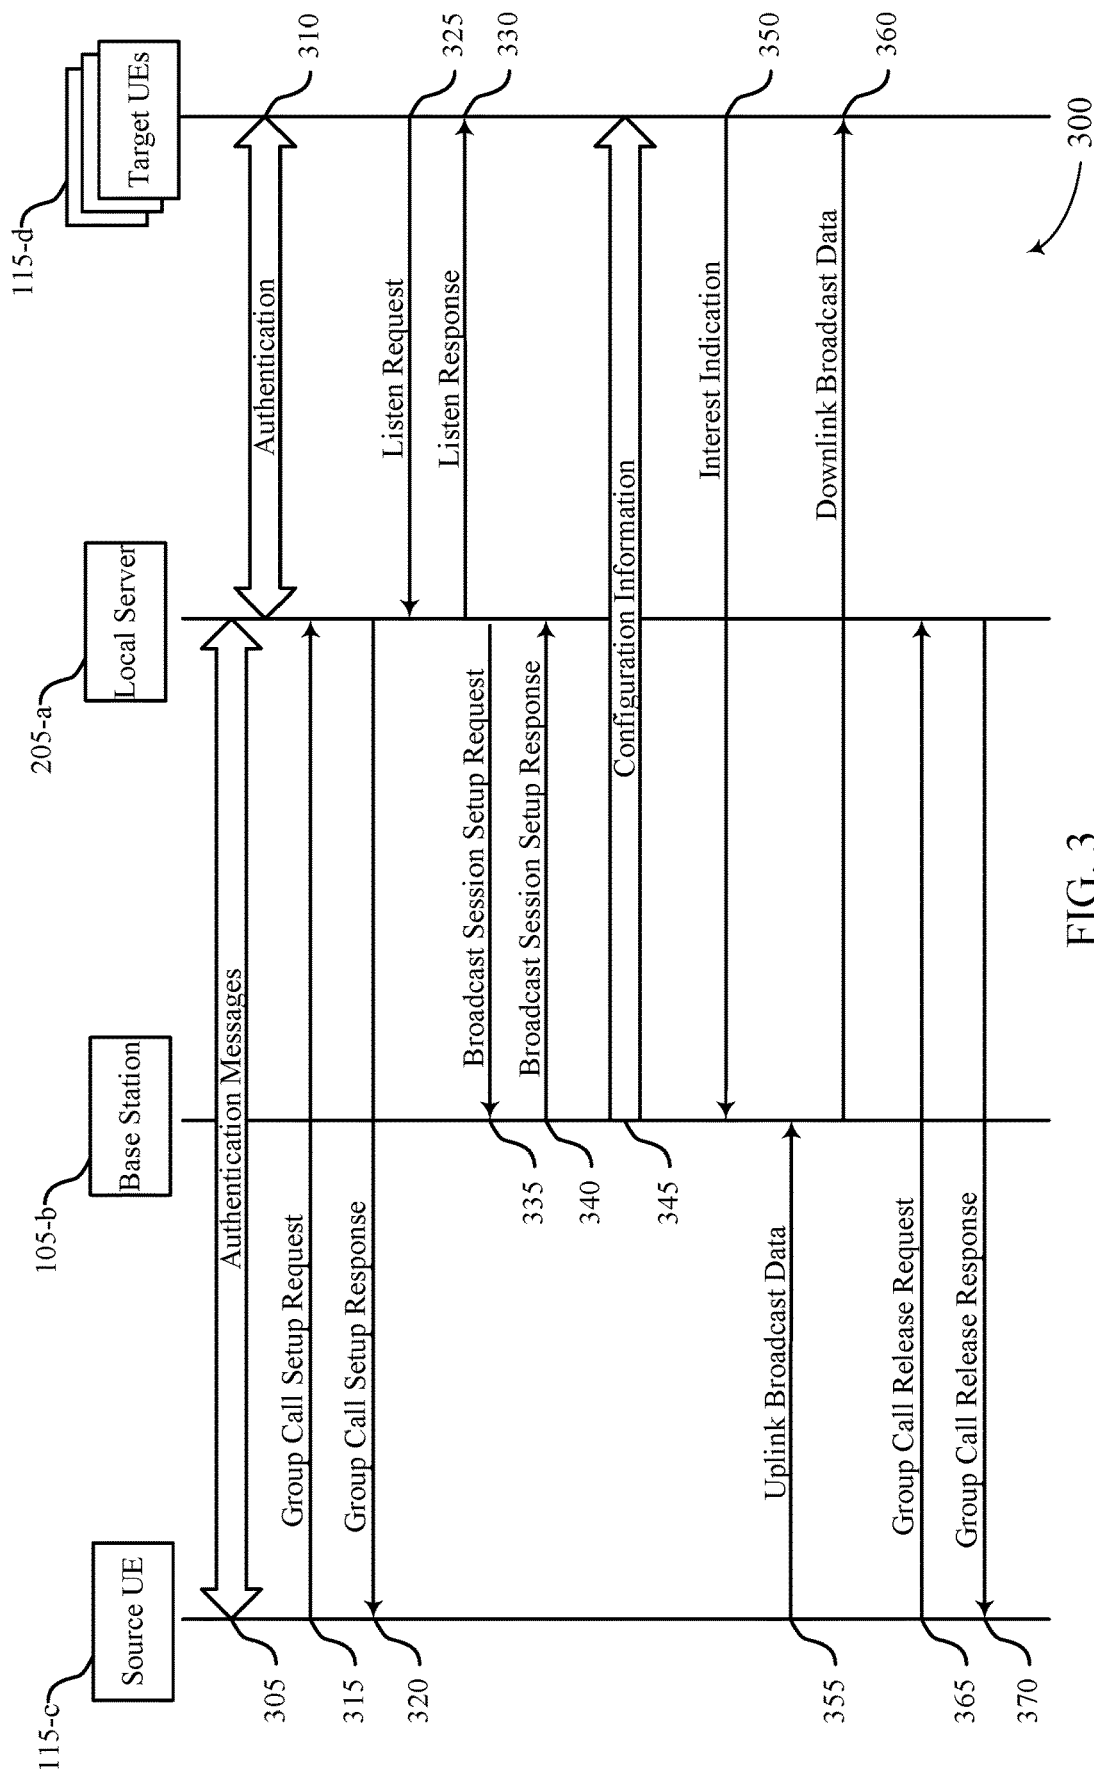 115-c
105-b
205-a
115-d
Source UE
Base Station
Local Server
Target UEs
305
Authentication Messages
Authentication
310
315
Group Call Setup Request
320
Group Call Setup Response
Listen Request
325
Listen Response
330
335
Broadcast Session Setup Request
340
Broadcast Session Setup Response
345
Configuration Information
Interest Indication
350
355
Uplink Broadcast Data
Downlink Broadcast Data
360
365
Group Call Release Request
370
Group Call Release Response
300
FIG. 3